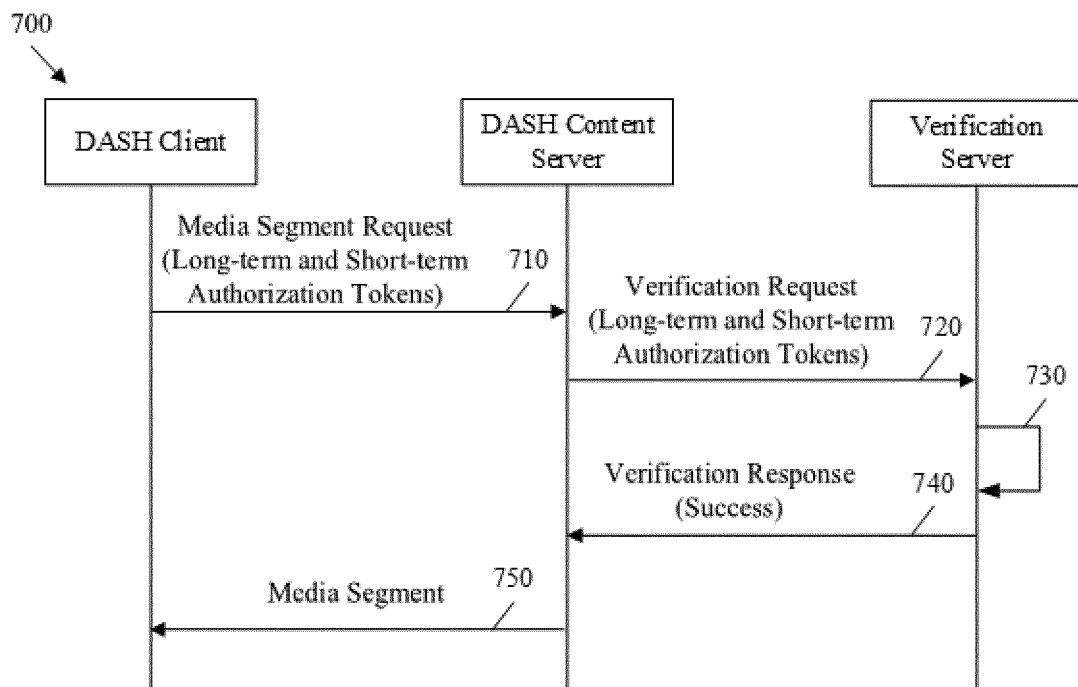 700
DASH Client
DASH Content
Server
Verification
Server
Media Segment Request
(Long-term and Short-term
Authorization Tokens)
710
Verification Request
(Long-term and Short-term
Authorization Tokens)
720
730
Verification Response
(Success)
740
Media Segment
750